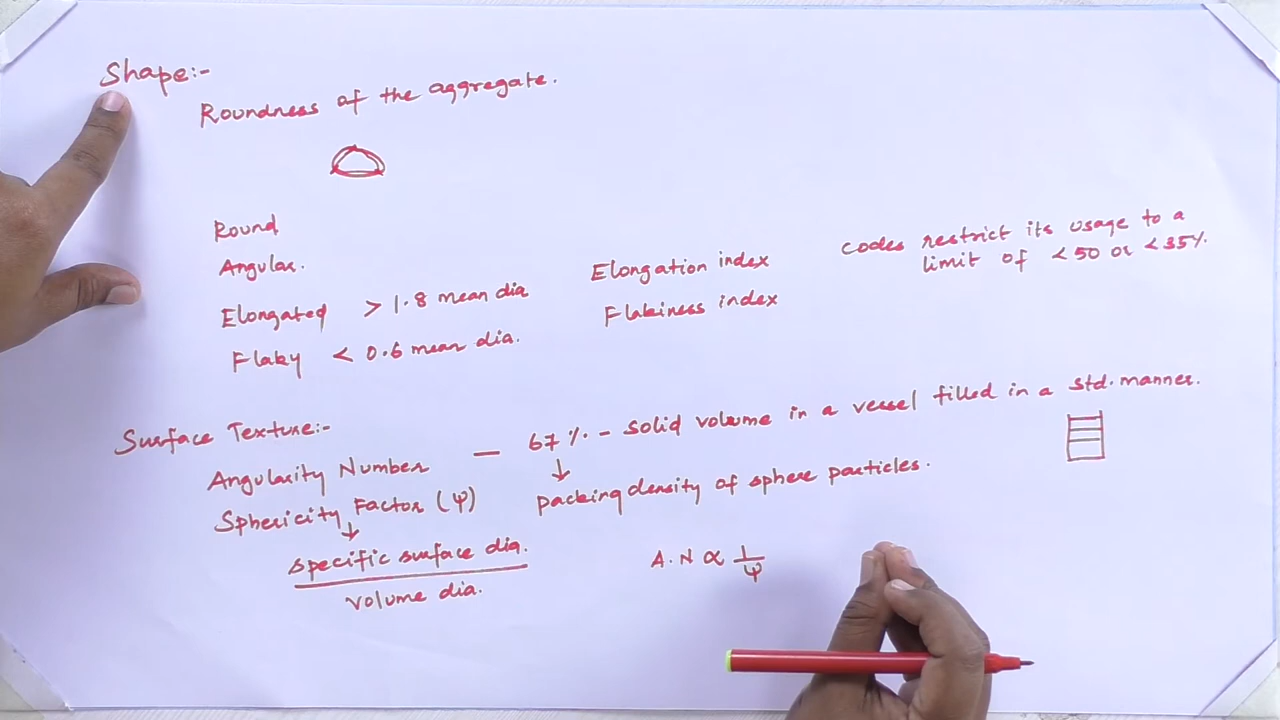 Shape:-
Roundness of the aggregate.
Round
Angular.
Elongated > 1.8 mean dia
Flaky < 0.6 mean dia.
Elongation index
Flakiness index
codes restrict its usage to a
limit of < 50 or < 35%.
Surface Texture:-
Angularity Number — 67% - solid volume in a vessel filled in a std. manner.
↓
packing density of sphere particles.
Sphericity Factor (ψ)
↓
specific surface dia.
volume dia.
A.N ∝ 1/ψ